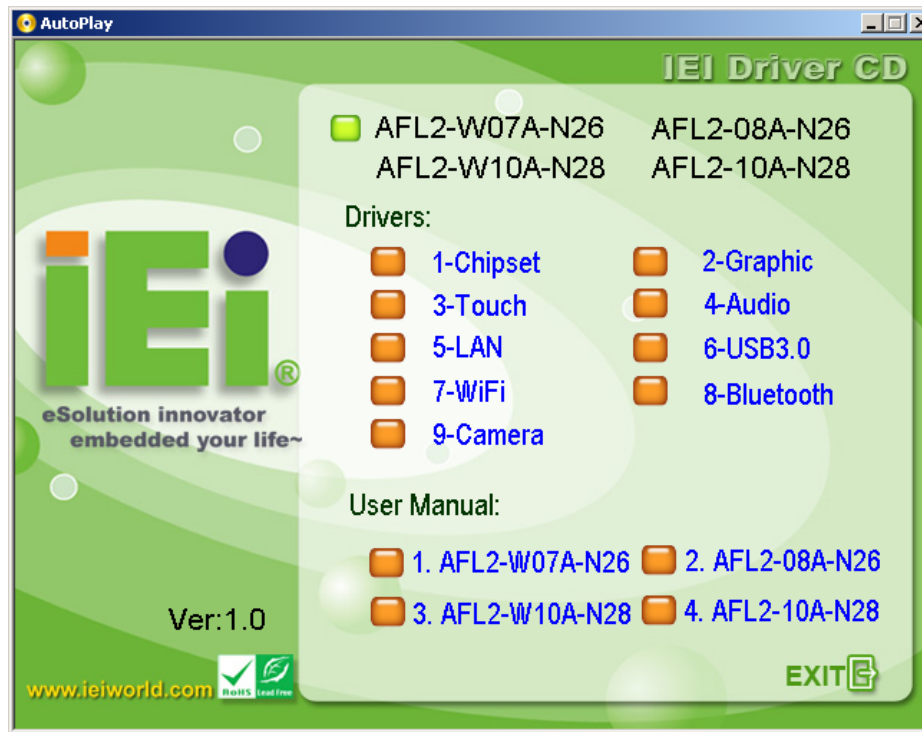 AutoPlay
IEI Driver CD
AFL2-W07A-N26 AFL2-08A-N26
AFL2-W10A-N28 AFL2-10A-N28
Drivers:
1-Chipset 2-Graphic
3-Touch 4-Audio
5-LAN 6-USB3.0
7-WiFi 8-Bluetooth
9-Camera
iEi®
eSolution innovator
embedded your life~
User Manual:
1. AFL2-W07A-N26 2. AFL2-08A-N26
3. AFL2-W10A-N28 4. AFL2-10A-N28
Ver:1.0
www.ieiworld.com RoHS Lead Free
EXIT